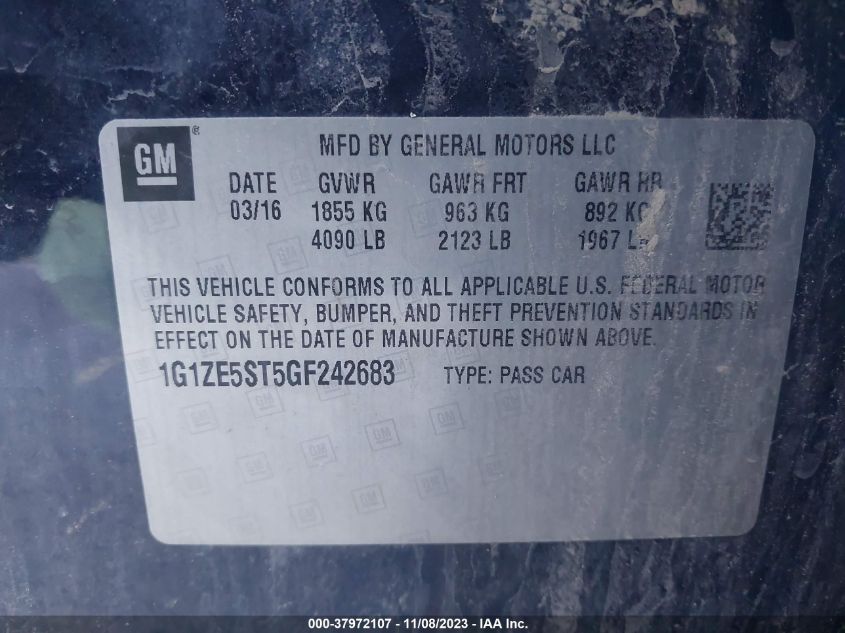 GM ®
MFD BY GENERAL MOTORS LLC
DATE GVWR GAWR FRT GAWR RR
03/16 1855 KG 963 KG 892 KG
4090 LB 2123 LB 1967 LB
THIS VEHICLE CONFORMS TO ALL APPLICABLE U.S. FEDERAL MOTOR
VEHICLE SAFETY, BUMPER, AND THEFT PREVENTION STANDARDS IN
EFFECT ON THE DATE OF MANUFACTURE SHOWN ABOVE.
1G1ZE5ST5GF242683 TYPE: PASS CAR
000-37972107 - 11/08/2023 - IAA Inc.